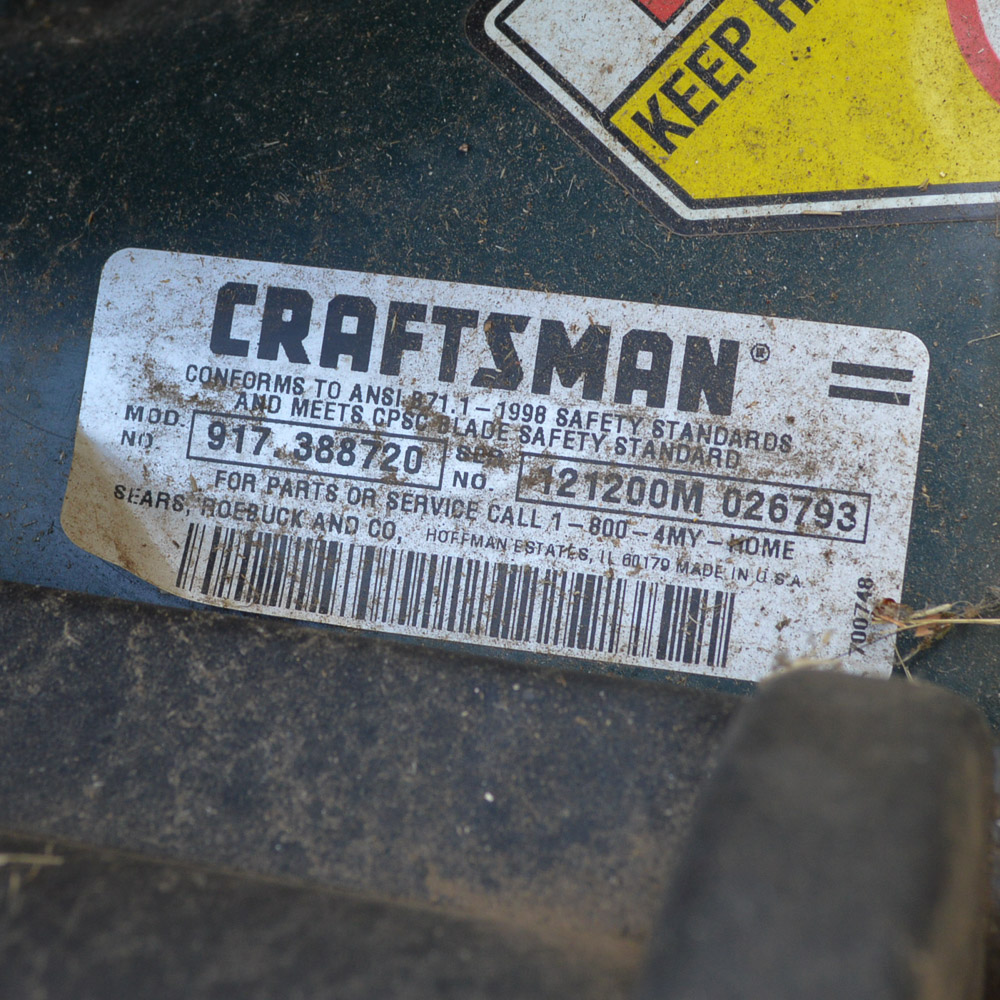 KEEP
CRAFTSMAN®
CONFORMS TO ANSI B71.1-1998 SAFETY STANDARDS
AND MEETS CPSC BLADE SAFETY STANDARD
MOD. NO. 917.388720 SER. NO. 121200M 026793
FOR PARTS OR SERVICE CALL 1-800-4MY-HOME
SEARS, ROEBUCK AND CO, HOFFMAN ESTATES, IL 60179 MADE IN U.S.A.
700748